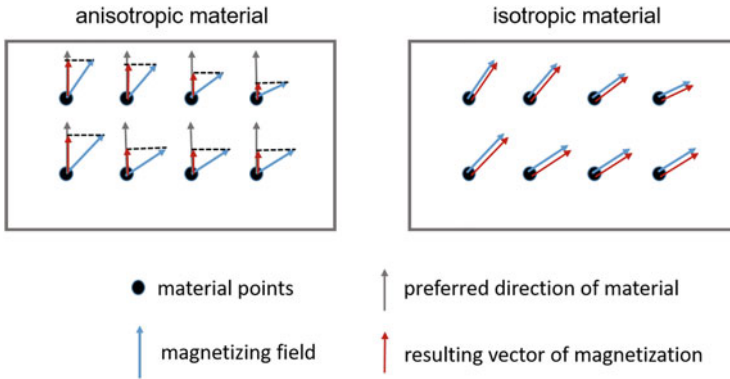 anisotropic material
isotropic material
material points
preferred direction of material
magnetizing field
resulting vector of magnetization